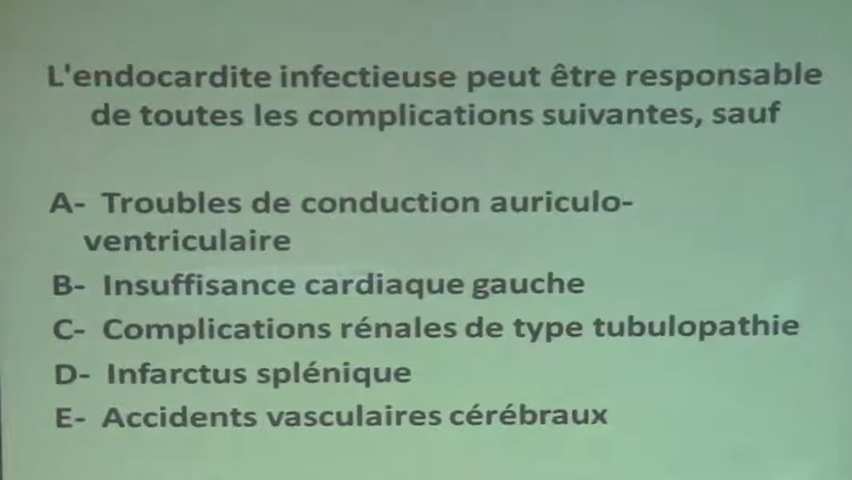 L'endocardite infectieuse peut être responsable
de toutes les complications suivantes, sauf
A- Troubles de conduction auriculo-
ventriculaire
B- Insuffisance cardiaque gauche
C- Complications rénales de type tubulopathie
D- Infarctus splénique
E- Accidents vasculaires cérébraux